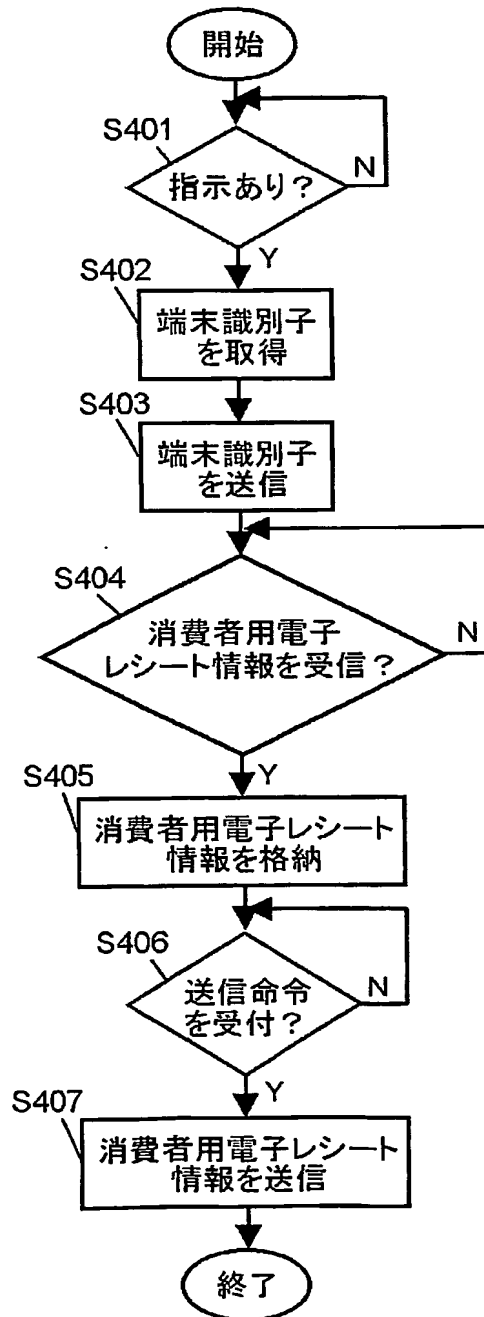 開始
S401
指示あり？
N
Y
S402
端末識別子
を取得
S403
端末識別子
を送信
S404
消費者用電子
レシート情報を受信？
N
Y
S405
消費者用電子レシート
情報を格納
S406
送信命令
を受付？
N
Y
S407
消費者用電子レシート
情報を送信
終了